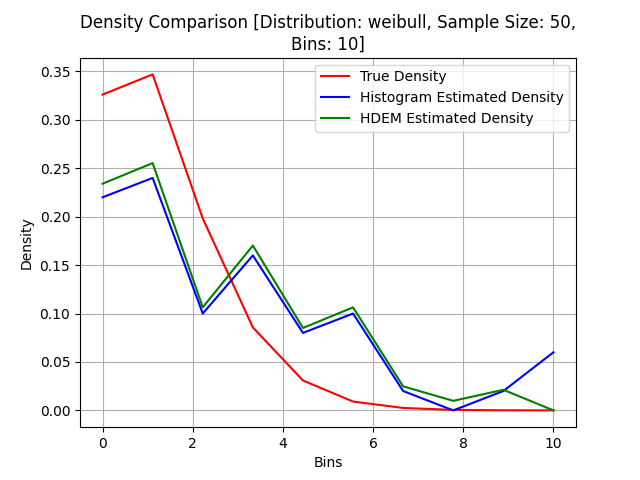 Density Comparison [Distribution: weibull, Sample Size: 50,
Bins: 10]
True Density
Histogram Estimated Density
HDEM Estimated Density
Density
0.35
0.30
0.25
0.20
0.15
0.10
0.05
0.00
0 2 4 6 8 10
Bins